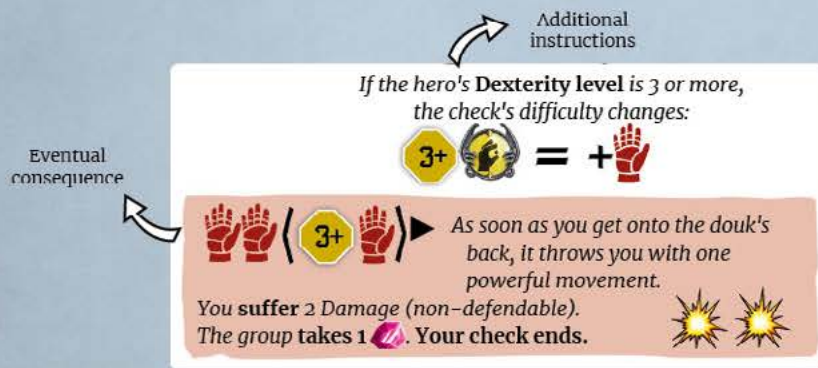 Additional
instructions
If the hero's Dexterity level is 3 or more,
the check's difficulty changes:
3+ = +
Eventual
consequence
( 3+ ) As soon as you get onto the douk's
back, it throws you with one
powerful movement.
You suffer 2 Damage (non-defendable).
The group takes 1 . Your check ends.